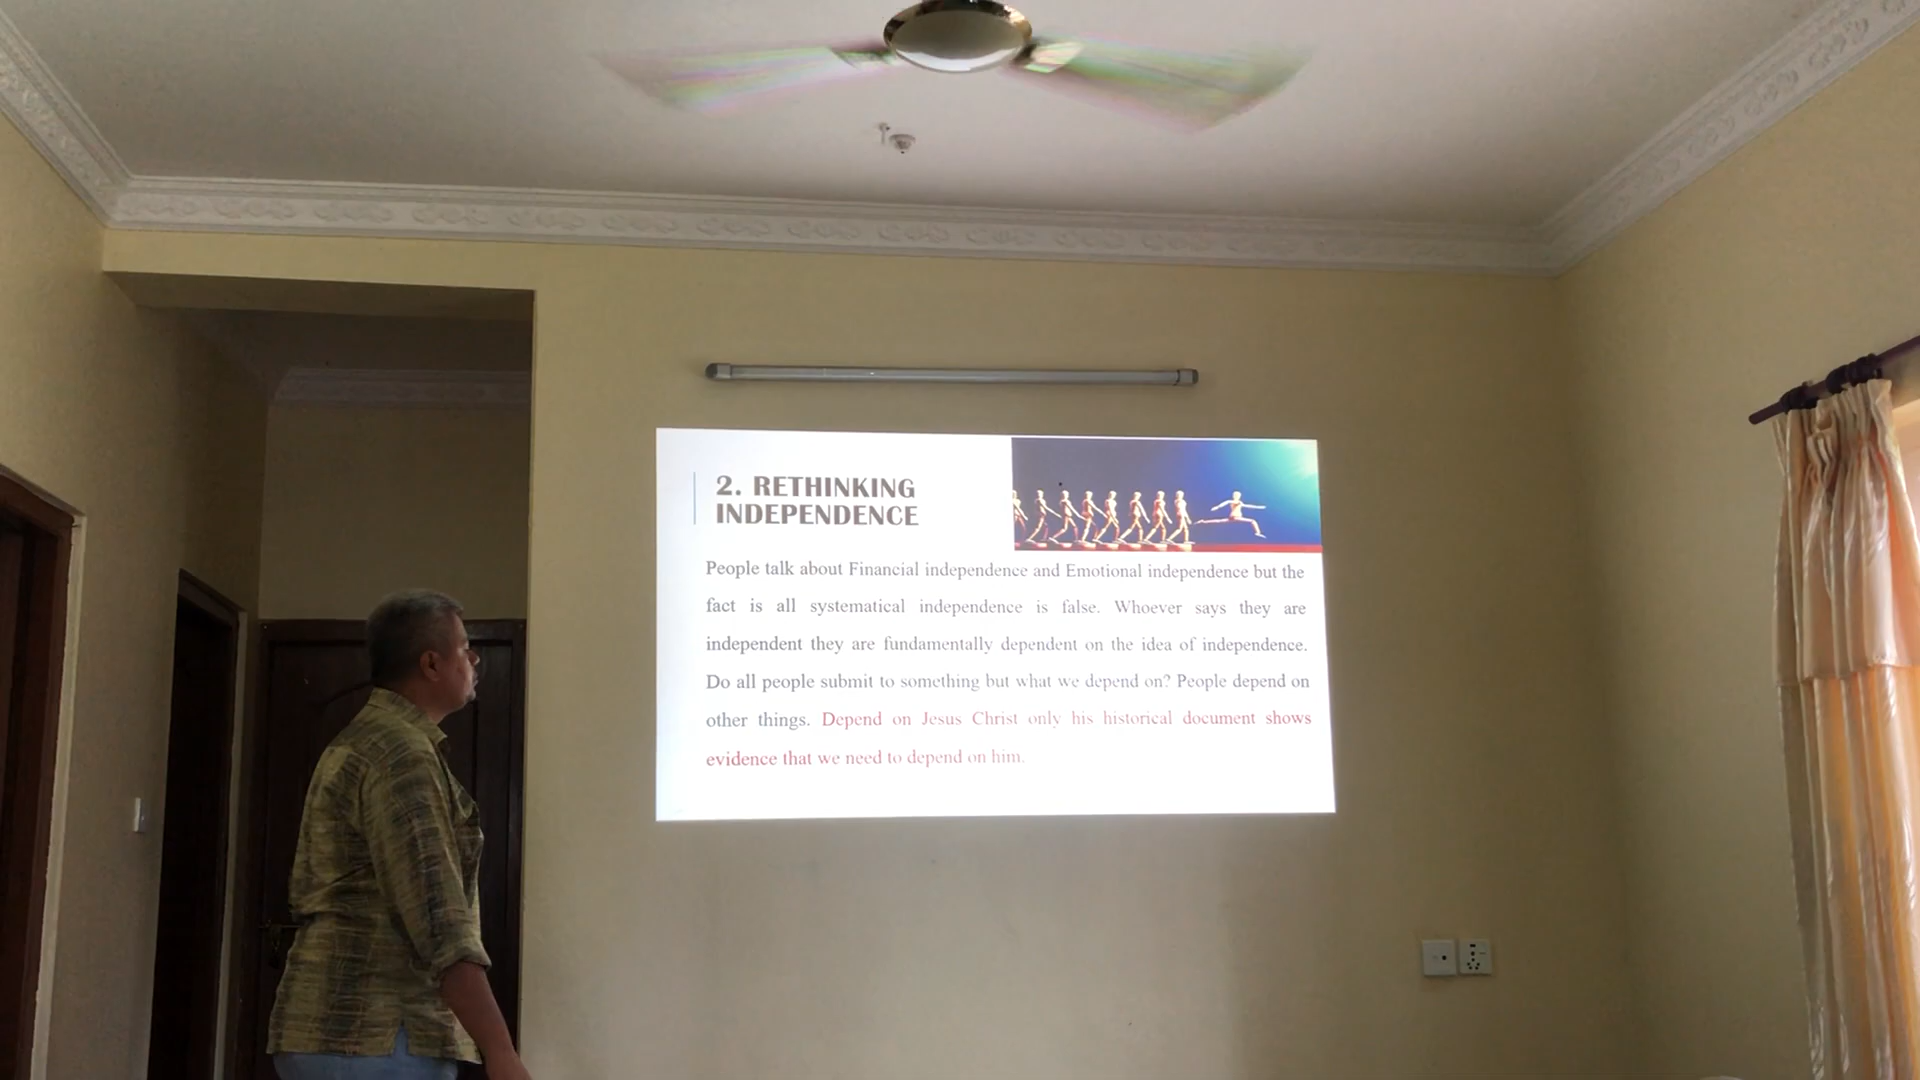 2. RETHINKING
INDEPENDENCE
People talk about Financial independence and Emotional independence but the
fact is all systematical independence is false. Whoever says they are
independent they are fundamentally dependent on the idea of independence.
Do all people submit to something but what we depend on? People depend on
other things. Depend on Jesus Christ only his historical document shows
evidence that we need to depend on him.